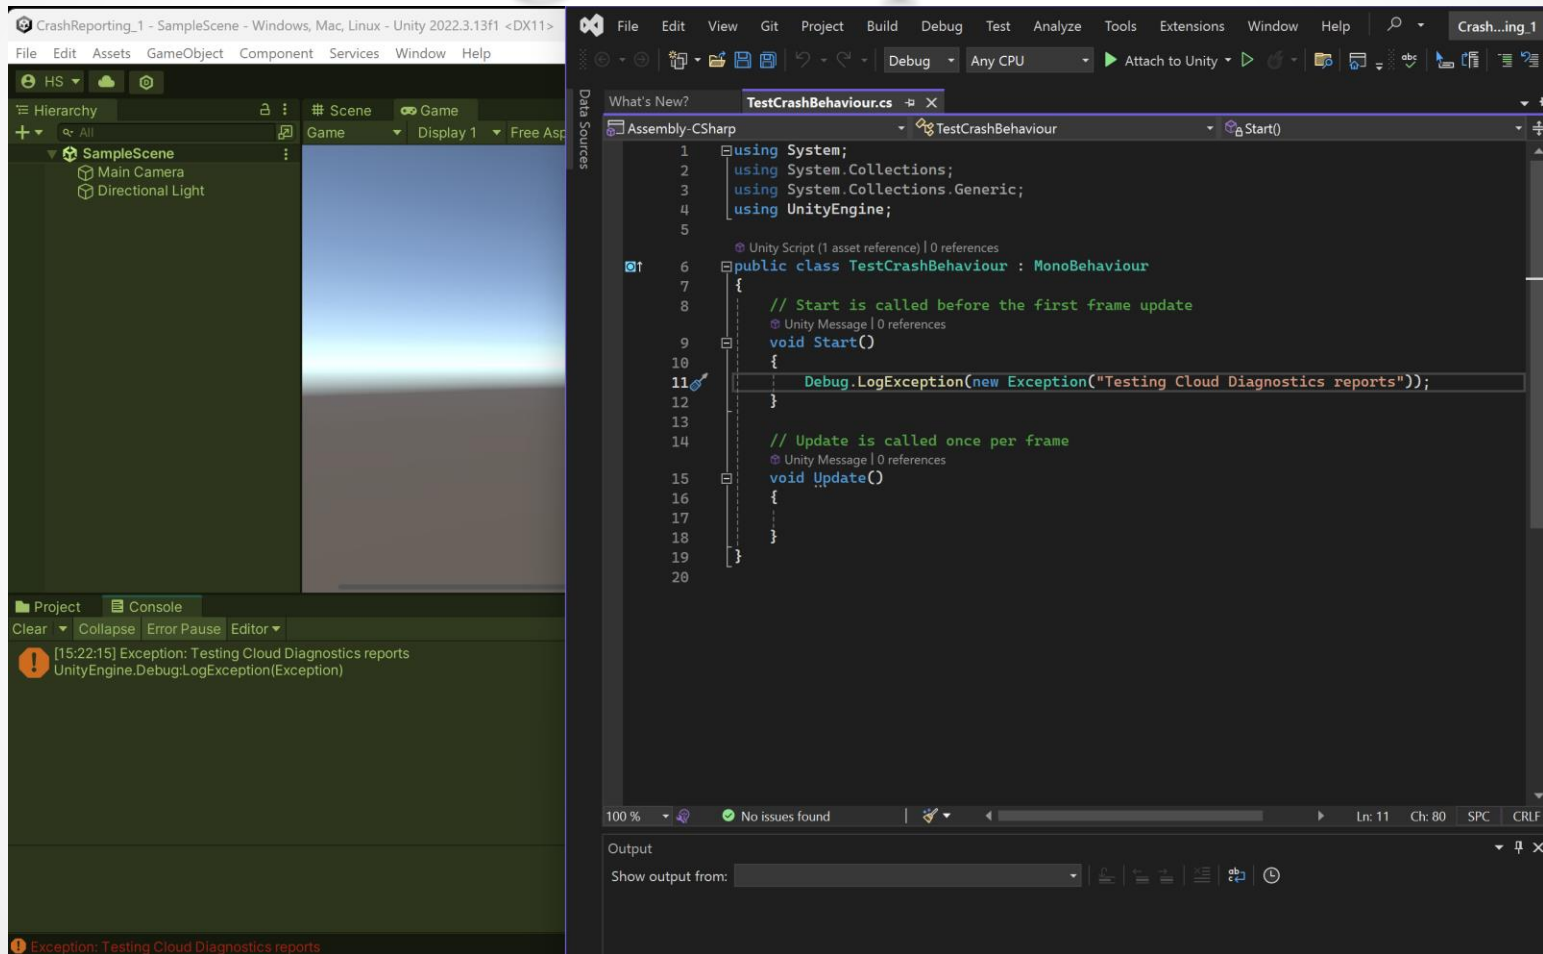 CrashReporting_1 - SampleScene - Windows, Mac, Linux - Unity 2022.3.13f1 <DX11>
File Edit Assets GameObject Component Services Window Help
HS
Hierarchy
All
SampleScene
Main Camera
Directional Light
Scene Game
Game Display 1 Free Asp
Project Console
Clear Collapse Error Pause Editor
[15:22:15] Exception: Testing Cloud Diagnostics reports
UnityEngine.Debug:LogException(Exception)
Exception: Testing Cloud Diagnostics reports
File Edit View Git Project Build Debug Test Analyze Tools Extensions Window Help Crash...ing_1
Debug Any CPU Attach to Unity
Data Sources
What's New? TestCrashBehaviour.cs
Assembly-CSharp TestCrashBehaviour Start()
1 using System;
2 using System.Collections;
3 using System.Collections.Generic;
4 using UnityEngine;
5
Unity Script (1 asset reference) | 0 references
6 public class TestCrashBehaviour : MonoBehaviour
7 {
8 // Start is called before the first frame update
Unity Message | 0 references
9 void Start()
10 {
11 Debug.LogException(new Exception("Testing Cloud Diagnostics reports"));
12 }
13
14 // Update is called once per frame
Unity Message | 0 references
15 void Update()
16 {
17
18 }
19 }
20
100 % No issues found Ln: 11 Ch: 80 SPC CRLF
Output
Show output from: